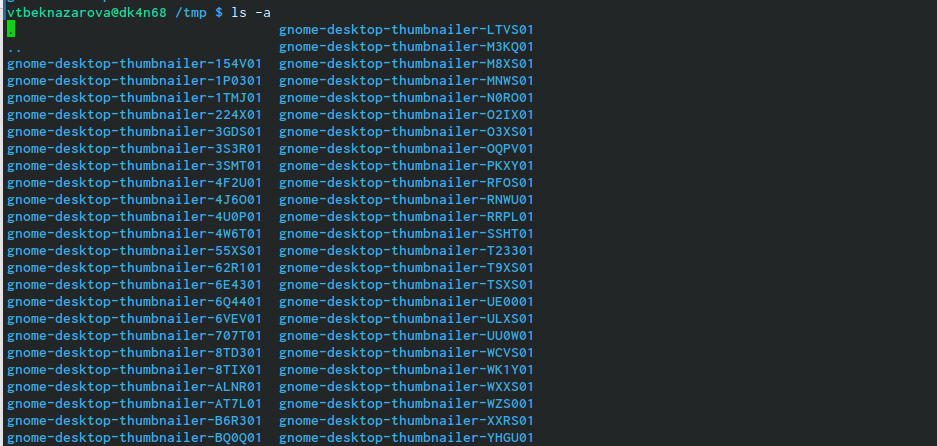 vtbeknazarova@dk4n68 /tmp $ ls -a
. gnome-desktop-thumbnailer-LTVS01
.. gnome-desktop-thumbnailer-M3KQ01
gnome-desktop-thumbnailer-154V01 gnome-desktop-thumbnailer-M8XS01
gnome-desktop-thumbnailer-1P0301 gnome-desktop-thumbnailer-MNWS01
gnome-desktop-thumbnailer-1TMJ01 gnome-desktop-thumbnailer-N0RO01
gnome-desktop-thumbnailer-224X01 gnome-desktop-thumbnailer-O2IX01
gnome-desktop-thumbnailer-3GDS01 gnome-desktop-thumbnailer-O3XS01
gnome-desktop-thumbnailer-3S3R01 gnome-desktop-thumbnailer-OQPV01
gnome-desktop-thumbnailer-3SMT01 gnome-desktop-thumbnailer-PKXY01
gnome-desktop-thumbnailer-4F2U01 gnome-desktop-thumbnailer-RFOS01
gnome-desktop-thumbnailer-4J6O01 gnome-desktop-thumbnailer-RNWU01
gnome-desktop-thumbnailer-4U0P01 gnome-desktop-thumbnailer-RRPL01
gnome-desktop-thumbnailer-4W6T01 gnome-desktop-thumbnailer-SSHT01
gnome-desktop-thumbnailer-55XS01 gnome-desktop-thumbnailer-T23301
gnome-desktop-thumbnailer-62R101 gnome-desktop-thumbnailer-T9XS01
gnome-desktop-thumbnailer-6E4301 gnome-desktop-thumbnailer-TSXS01
gnome-desktop-thumbnailer-6Q4401 gnome-desktop-thumbnailer-UE0001
gnome-desktop-thumbnailer-6VEV01 gnome-desktop-thumbnailer-ULXS01
gnome-desktop-thumbnailer-707T01 gnome-desktop-thumbnailer-UU0W01
gnome-desktop-thumbnailer-8TD301 gnome-desktop-thumbnailer-WCVS01
gnome-desktop-thumbnailer-8TIX01 gnome-desktop-thumbnailer-WK1Y01
gnome-desktop-thumbnailer-ALNR01 gnome-desktop-thumbnailer-WXXS01
gnome-desktop-thumbnailer-AT7L01 gnome-desktop-thumbnailer-WZS001
gnome-desktop-thumbnailer-B6R301 gnome-desktop-thumbnailer-XXRS01
gnome-desktop-thumbnailer-BQ0Q01 gnome-desktop-thumbnailer-YHGU01